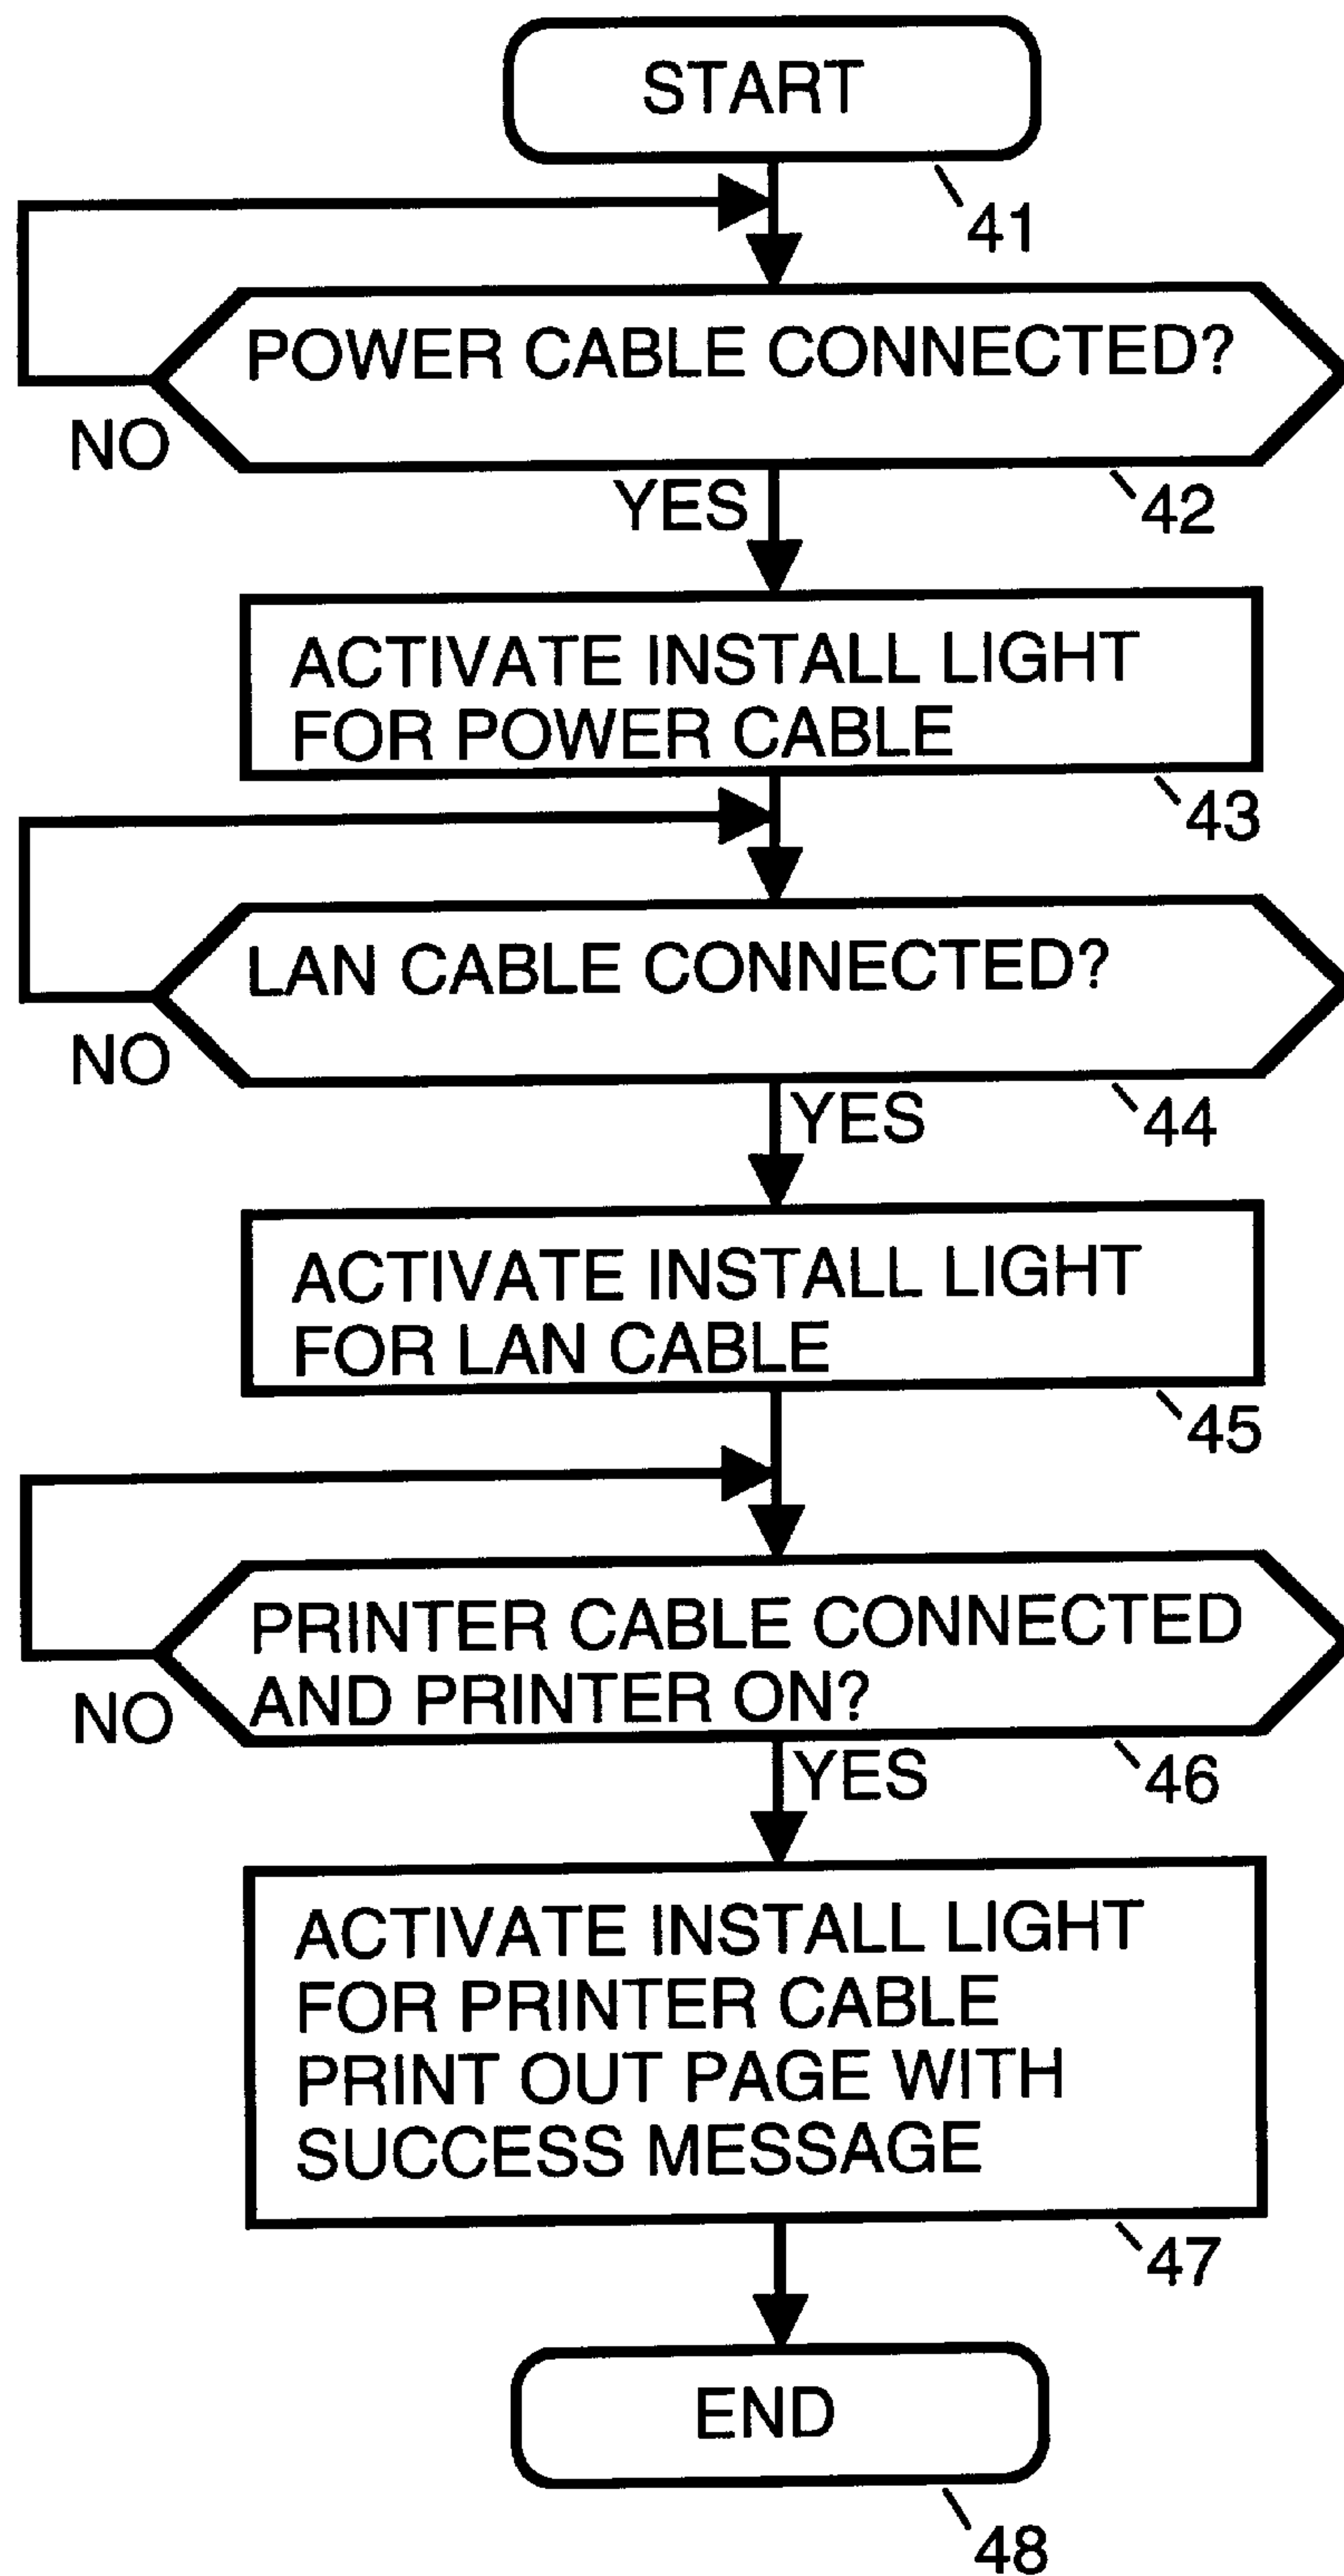 START
41
POWER CABLE CONNECTED?
NO
YES
42
ACTIVATE INSTALL LIGHT
FOR POWER CABLE
43
LAN CABLE CONNECTED?
NO
YES
44
ACTIVATE INSTALL LIGHT
FOR LAN CABLE
45
PRINTER CABLE CONNECTED
AND PRINTER ON?
NO
YES
46
ACTIVATE INSTALL LIGHT
FOR PRINTER CABLE
PRINT OUT PAGE WITH
SUCCESS MESSAGE
47
END
48